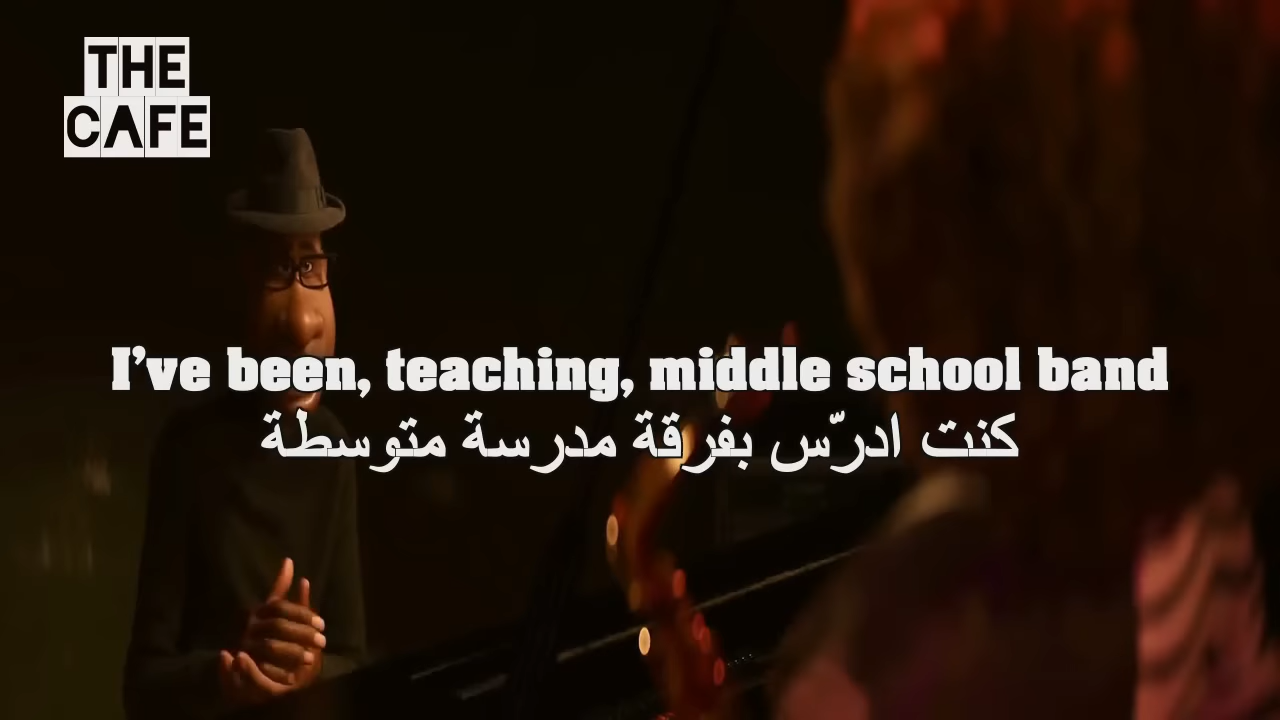 THE
CAFE
I've been, teaching, middle school band
كنت ادرّس بفرقة مدرسة متوسطة